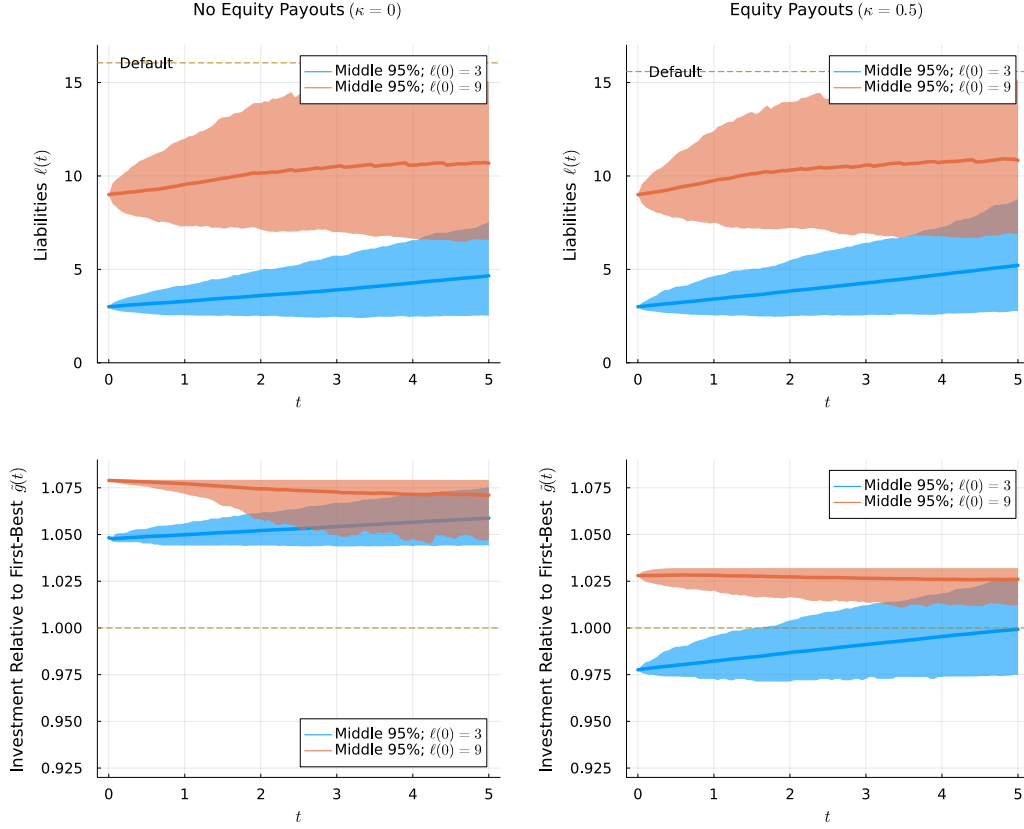 No Equity Payouts (κ = 0)
Default
Middle 95%; ℓ(0) = 3
Middle 95%; ℓ(0) = 9
Liabilities ℓ(t)
15
10
5
0
0 1 2 3 4 5
t
Equity Payouts (κ = 0.5)
Default
Middle 95%; ℓ(0) = 3
Middle 95%; ℓ(0) = 9
Liabilities ℓ(t)
15
10
5
0
0 1 2 3 4 5
t
Investment Relative to First-Best g̃(t)
1.075
1.050
1.025
1.000
0.975
0.950
0.925
Middle 95%; ℓ(0) = 3
Middle 95%; ℓ(0) = 9
0 1 2 3 4 5
t
Investment Relative to First-Best g̃(t)
1.075
1.050
1.025
1.000
0.975
0.950
0.925
Middle 95%; ℓ(0) = 3
Middle 95%; ℓ(0) = 9
0 1 2 3 4 5
t